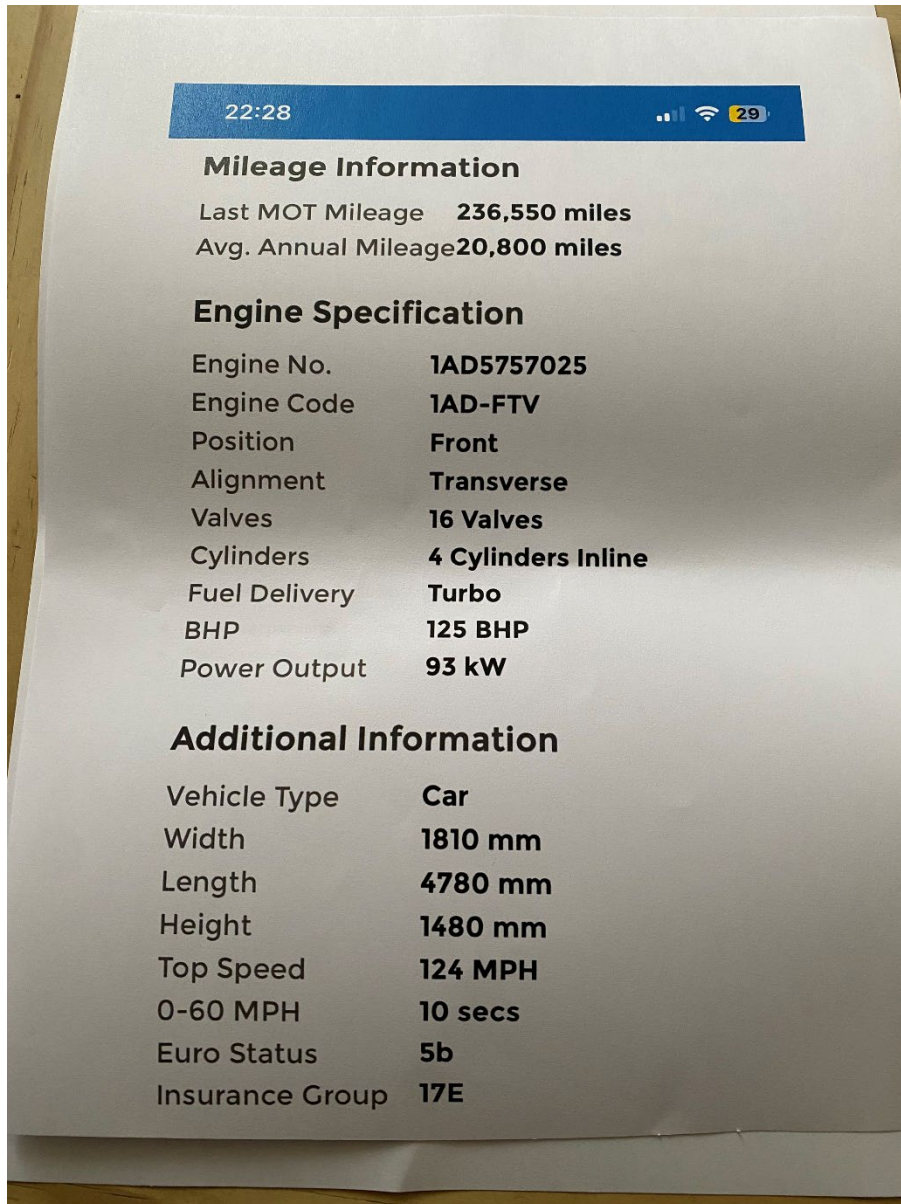 22:28 29
Mileage Information
Last MOT Mileage 236,550 miles
Avg. Annual Mileage 20,800 miles
Engine Specification
Engine No. 1AD5757025
Engine Code 1AD-FTV
Position Front
Alignment Transverse
Valves 16 Valves
Cylinders 4 Cylinders Inline
Fuel Delivery Turbo
BHP 125 BHP
Power Output 93 kW
Additional Information
Vehicle Type Car
Width 1810 mm
Length 4780 mm
Height 1480 mm
Top Speed 124 MPH
0-60 MPH 10 secs
Euro Status 5b
Insurance Group 17E